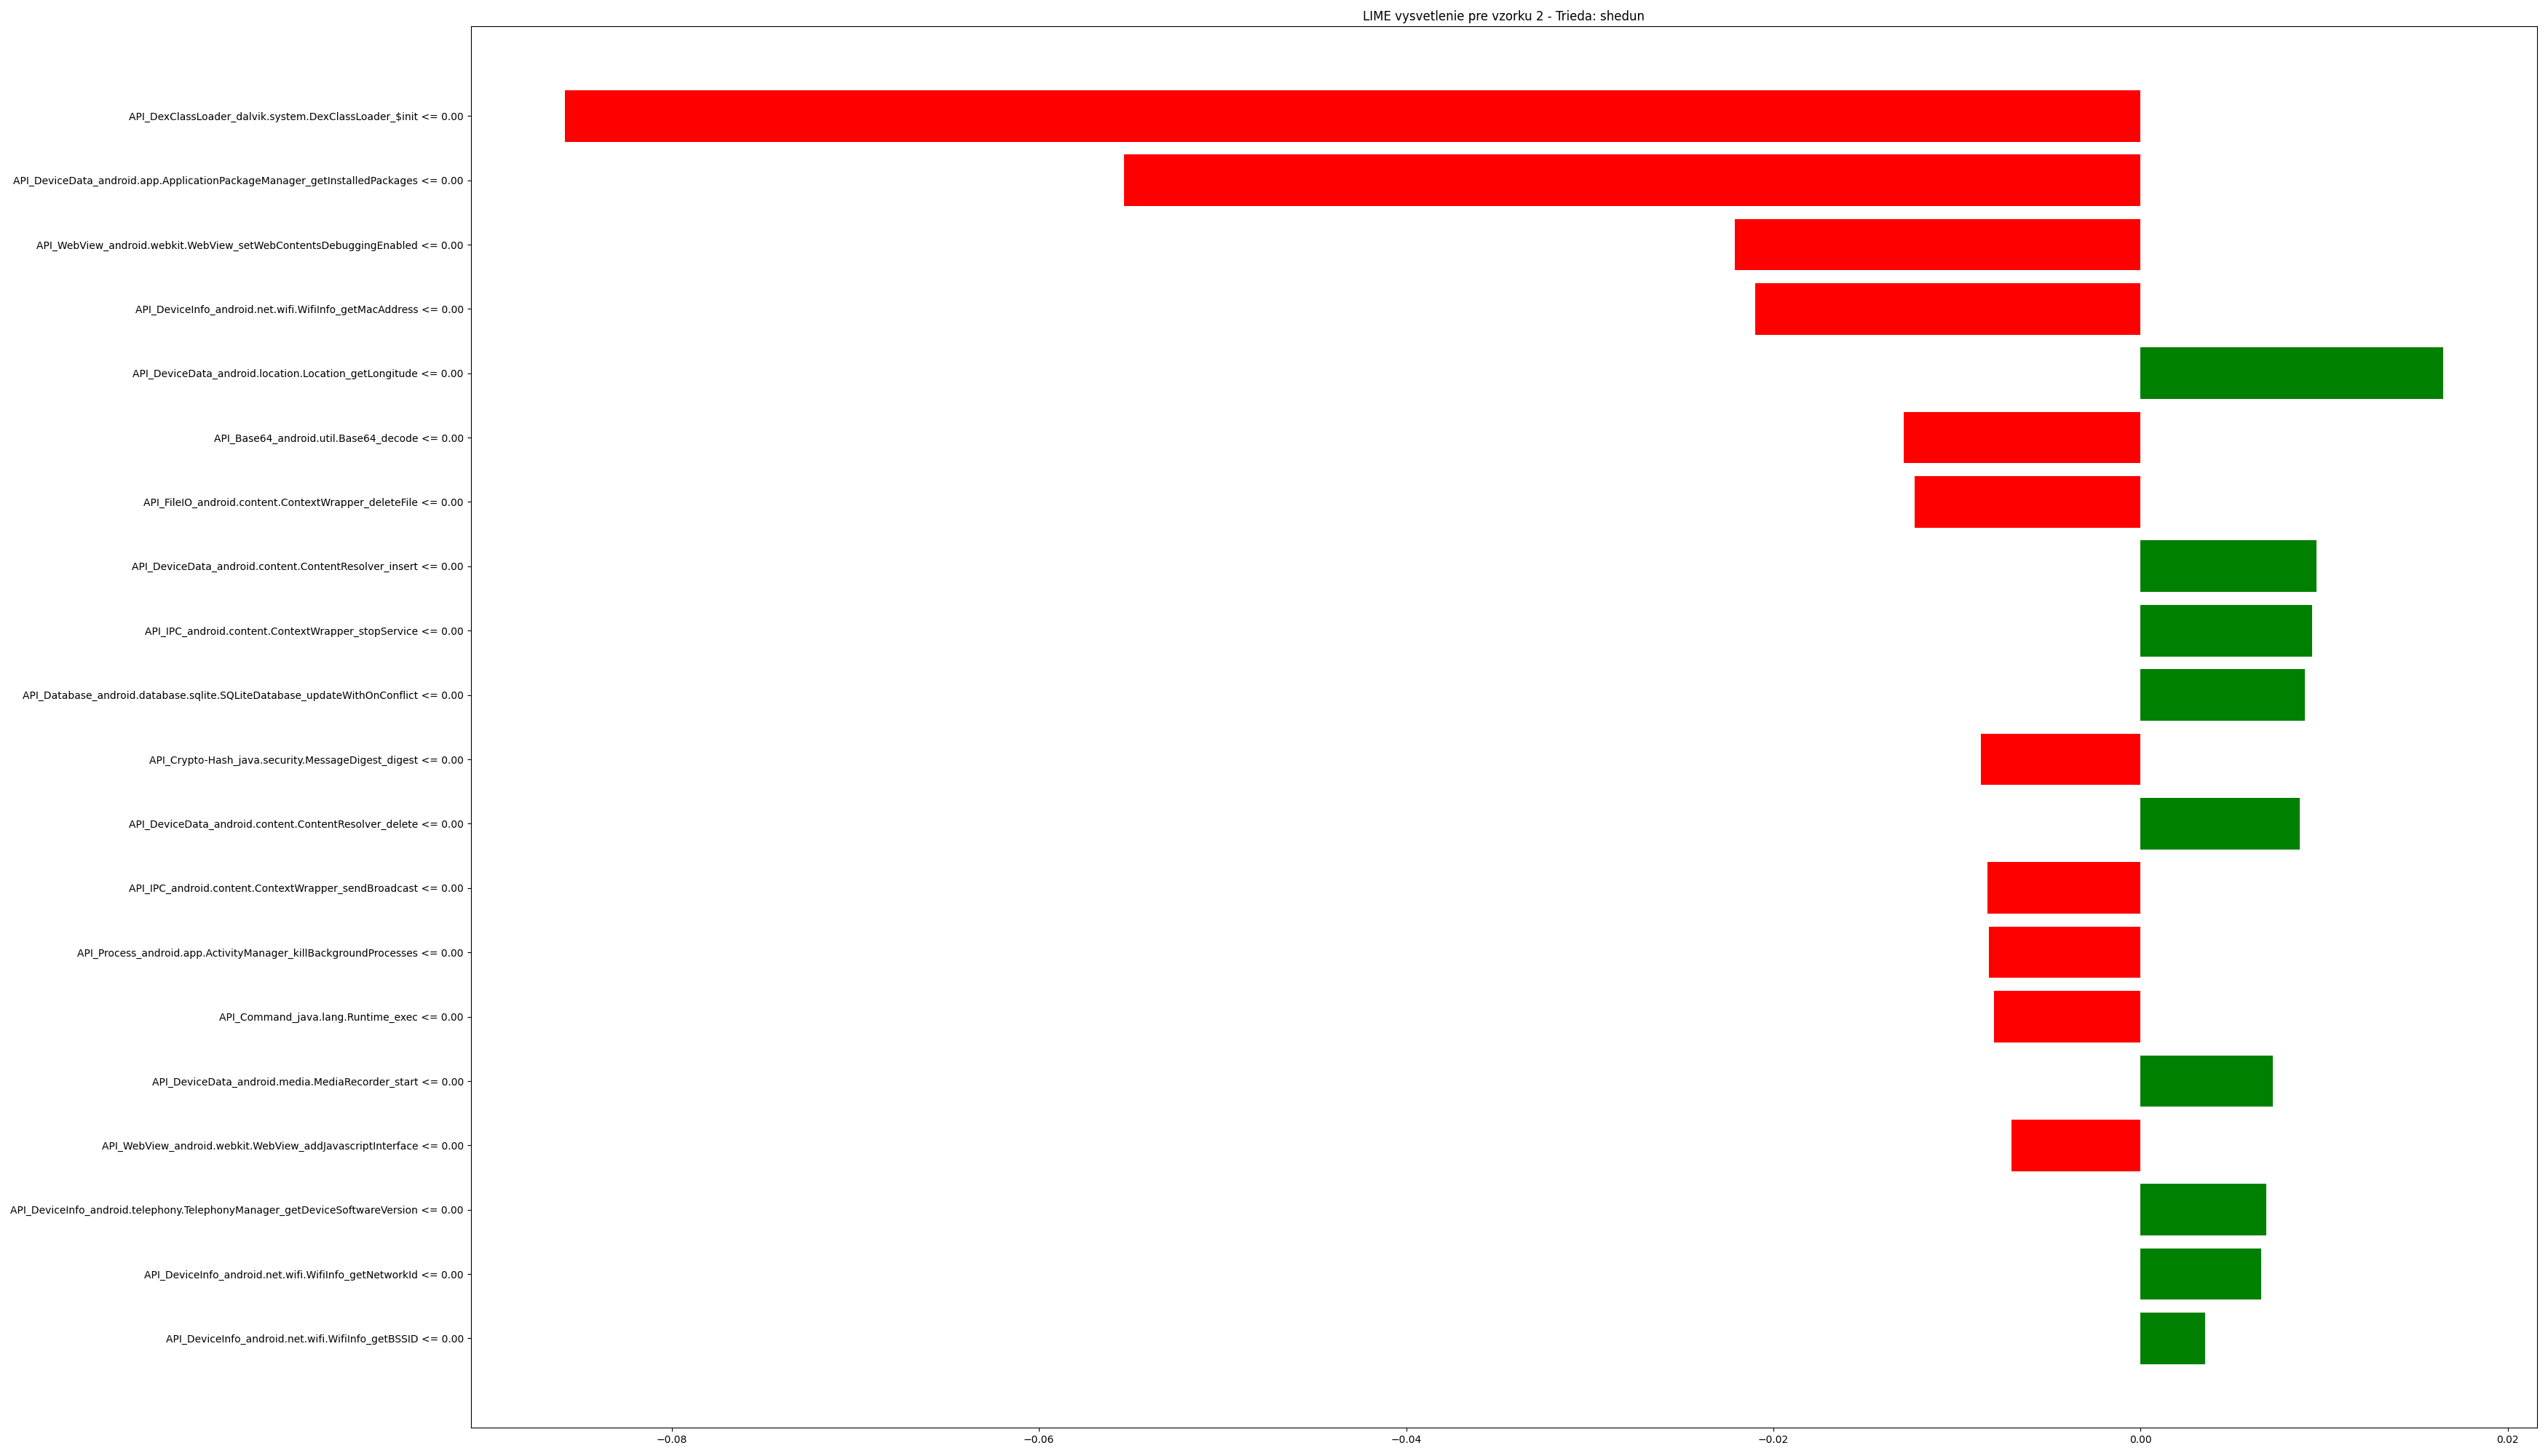 LIME vysvetlenie pre vzorku 2 - Trieda: shedun
API_DexClassLoader_dalvik.system.DexClassLoader_$init <= 0.00
API_DeviceData_android.app.ApplicationPackageManager_getInstalledPackages <= 0.00
API_WebView_android.webkit.WebView_setWebContentsDebuggingEnabled <= 0.00
API_DeviceInfo_android.net.wifi.WifiInfo_getMacAddress <= 0.00
API_DeviceData_android.location.Location_getLongitude <= 0.00
API_Base64_android.util.Base64_decode <= 0.00
API_FileIO_android.content.ContextWrapper_deleteFile <= 0.00
API_DeviceData_android.content.ContentResolver_insert <= 0.00
API_IPC_android.content.ContextWrapper_stopService <= 0.00
API_Database_android.database.sqlite.SQLiteDatabase_updateWithOnConflict <= 0.00
API_Crypto-Hash_java.security.MessageDigest_digest <= 0.00
API_DeviceData_android.content.ContentResolver_delete <= 0.00
API_IPC_android.content.ContextWrapper_sendBroadcast <= 0.00
API_Process_android.app.ActivityManager_killBackgroundProcesses <= 0.00
API_Command_java.lang.Runtime_exec <= 0.00
API_DeviceData_android.media.MediaRecorder_start <= 0.00
API_WebView_android.webkit.WebView_addJavascriptInterface <= 0.00
API_DeviceInfo_android.telephony.TelephonyManager_getDeviceSoftwareVersion <= 0.00
API_DeviceInfo_android.net.wifi.WifiInfo_getNetworkId <= 0.00
API_DeviceInfo_android.net.wifi.WifiInfo_getBSSID <= 0.00
−0.08 −0.06 −0.04 −0.02 0.00 0.02